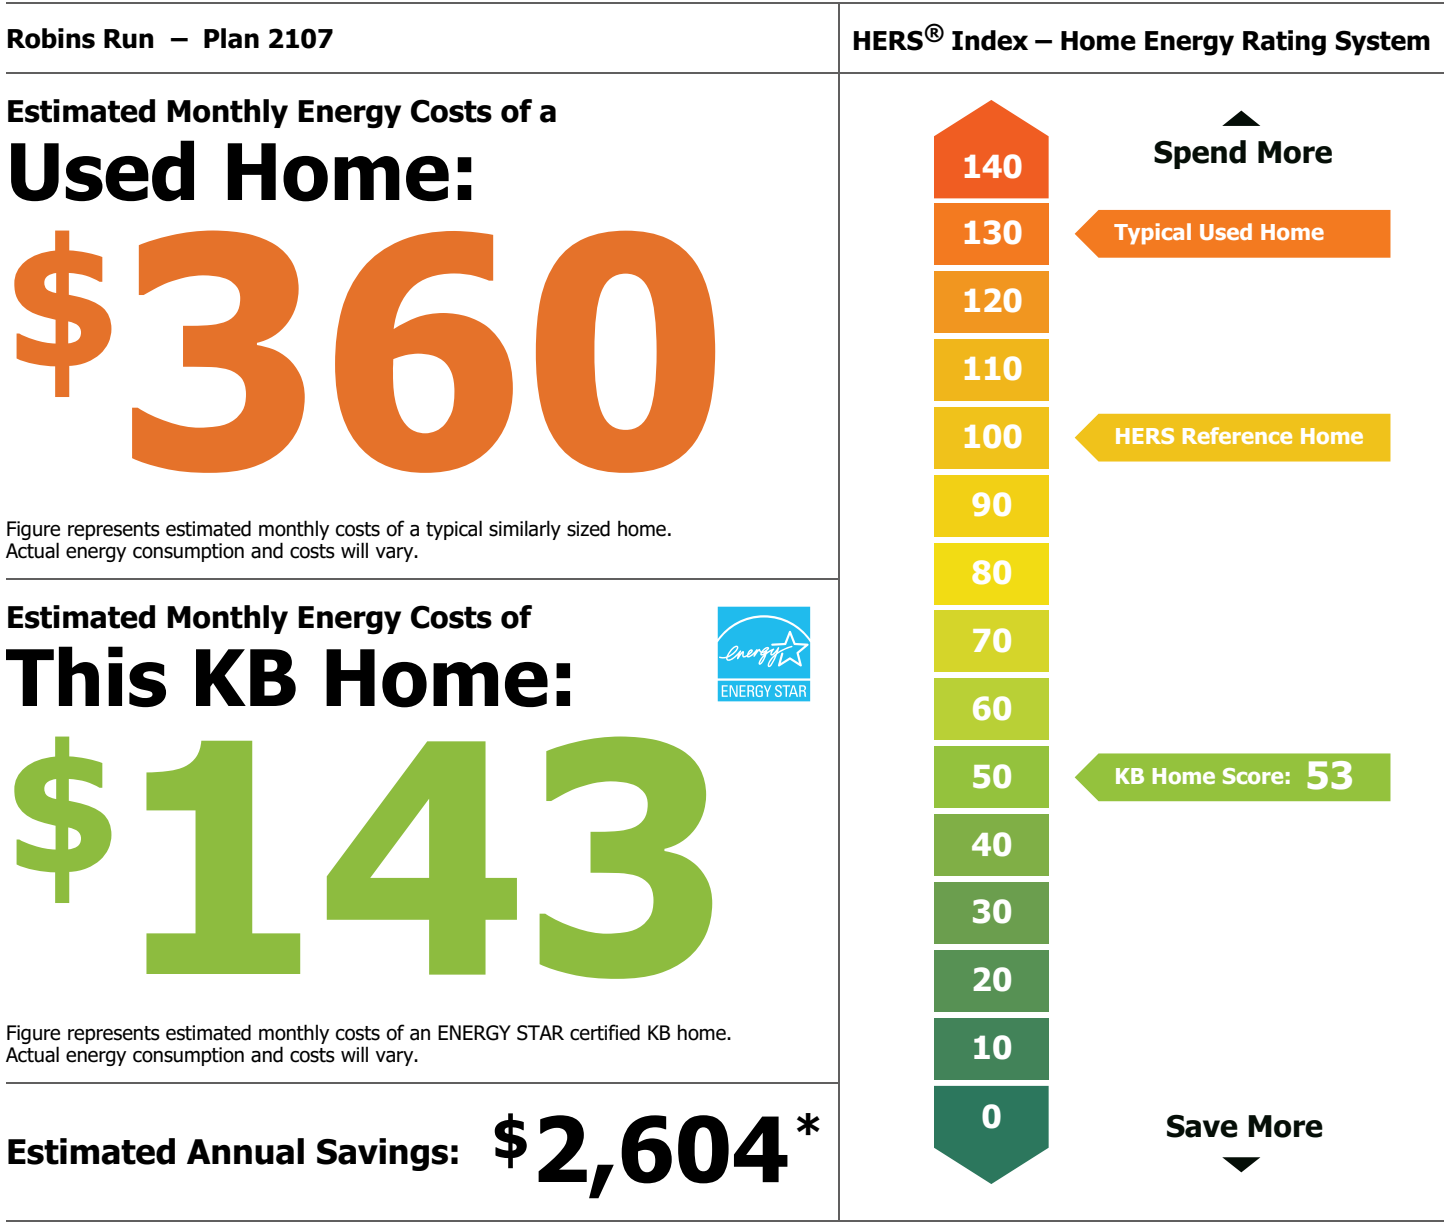 Robins Run – Plan 2107
Estimated Monthly Energy Costs of a
Used Home:
$360
Figure represents estimated monthly costs of a typical similarly sized home.
Actual energy consumption and costs will vary.
Estimated Monthly Energy Costs of
This KB Home:
energy
ENERGY STAR
$143
Figure represents estimated monthly costs of an ENERGY STAR certified KB home.
Actual energy consumption and costs will vary.
Estimated Annual Savings: $2,604*
HERS® Index – Home Energy Rating System
Spend More
140
130 Typical Used Home
120
110
100 HERS Reference Home
90
80
70
60
50 KB Home Score: 53
40
30
20
10
0
Save More